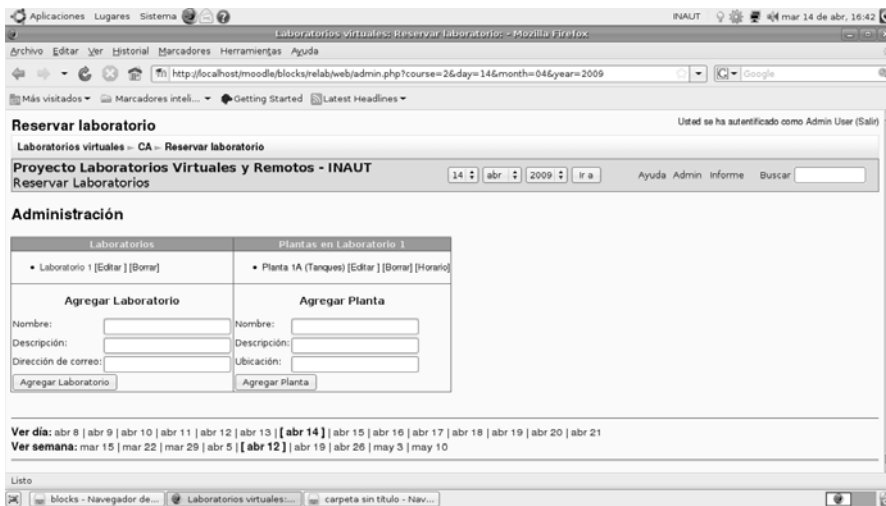 Aplicaciones Lugares Sistema INAUT mar 14 de abr, 16:42
Laboratorios virtuales: Reservar laboratorio: - Mozilla Firefox
Archivo Editar Ver Historial Marcadores Herramientas Ayuda
http://localhost/moodle/blocks/relab/web/admin.php?course=2&day=14&month=04&year=2009 Google
Más visitados Marcadores inteli... Getting Started Latest Headlines
Reservar laboratorio Usted se ha autentificado como Admin User (Salir)
Laboratorios virtuales ► CA ► Reservar laboratorio
Proyecto Laboratorios Virtuales y Remotos - INAUT
Reservar Laboratorios
14 abr 2009 Ir a Ayuda Admin Informe Buscar
Administración
Laboratorios Plantas en Laboratorio 1
• Laboratorio 1 [Editar ] [Borrar] • Planta 1A (Tanques) [Editar ] [Borrar] [Horario]
Agregar Laboratorio Agregar Planta
Nombre: Nombre:
Descripción: Descripción:
Dirección de correo: Ubicación:
Agregar Laboratorio Agregar Planta
Ver día: abr 8 | abr 9 | abr 10 | abr 11 | abr 12 | abr 13 | [ abr 14 ] | abr 15 | abr 16 | abr 17 | abr 18 | abr 19 | abr 20 | abr 21
Ver semana: mar 15 | mar 22 | mar 29 | abr 5 | [ abr 12 ] | abr 19 | abr 26 | may 3 | may 10
Listo
blocks - Navegador de... Laboratorios virtuales:... carpeta sin título - Nav...